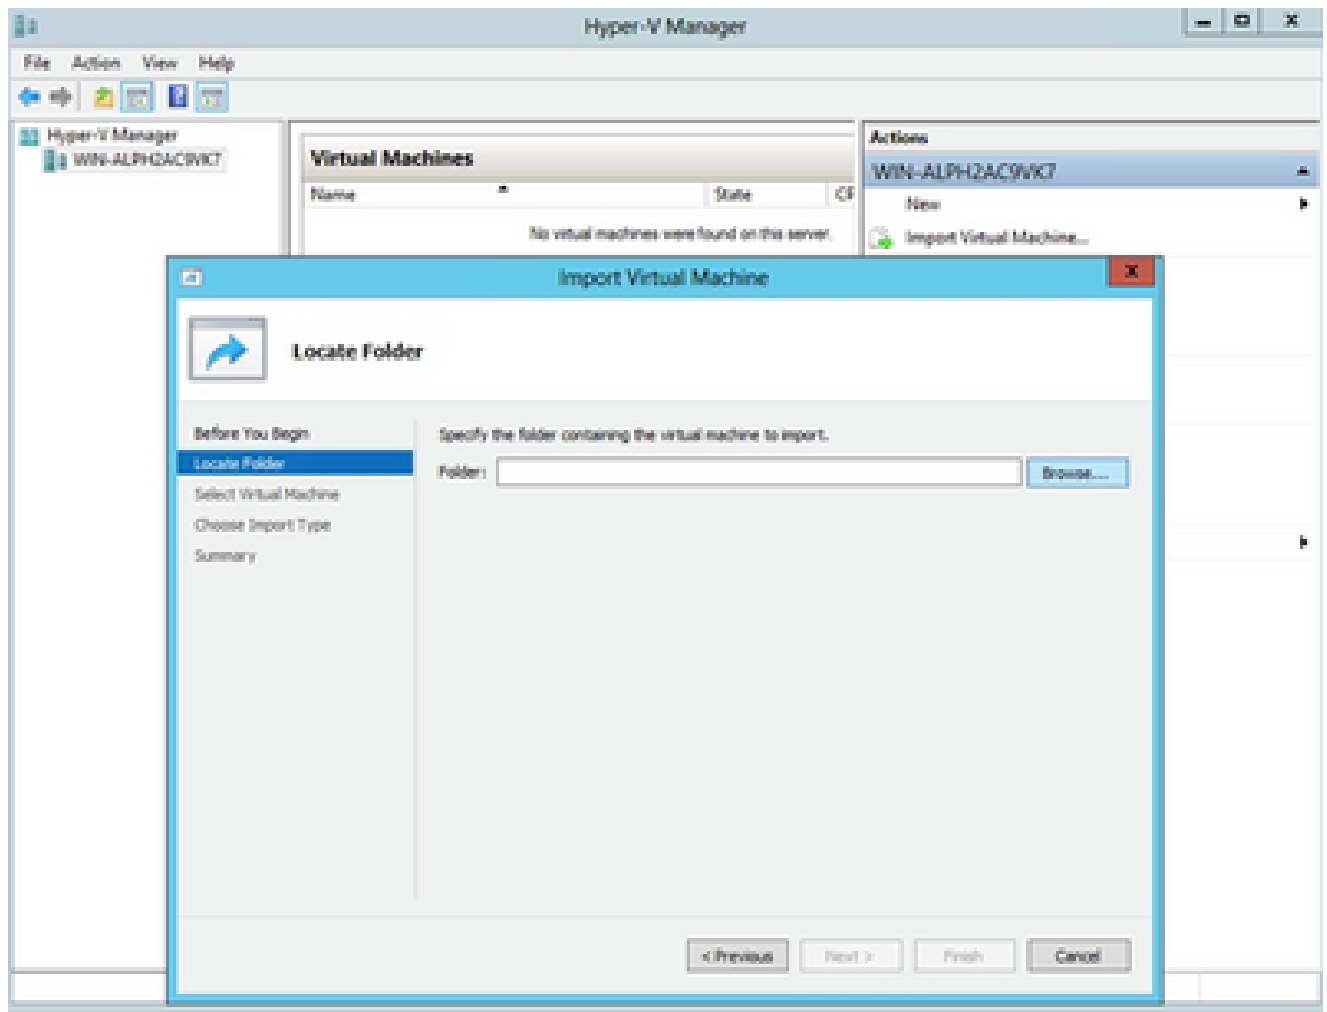 Hyper-V Manager
File Action View Help
Hyper-V Manager
WIN-ALPH2AC9VK7
Virtual Machines
Name State CP
No virtual machines were found on this server.
Actions
WIN-ALPH2AC9VK7
New
Import Virtual Machine...
Import Virtual Machine
Locate Folder
Before You Begin
Locate Folder
Select Virtual Machine
Choose Import Type
Summary
Specify the folder containing the virtual machine to import.
Folder: Browse...
< Previous Next > Finish Cancel